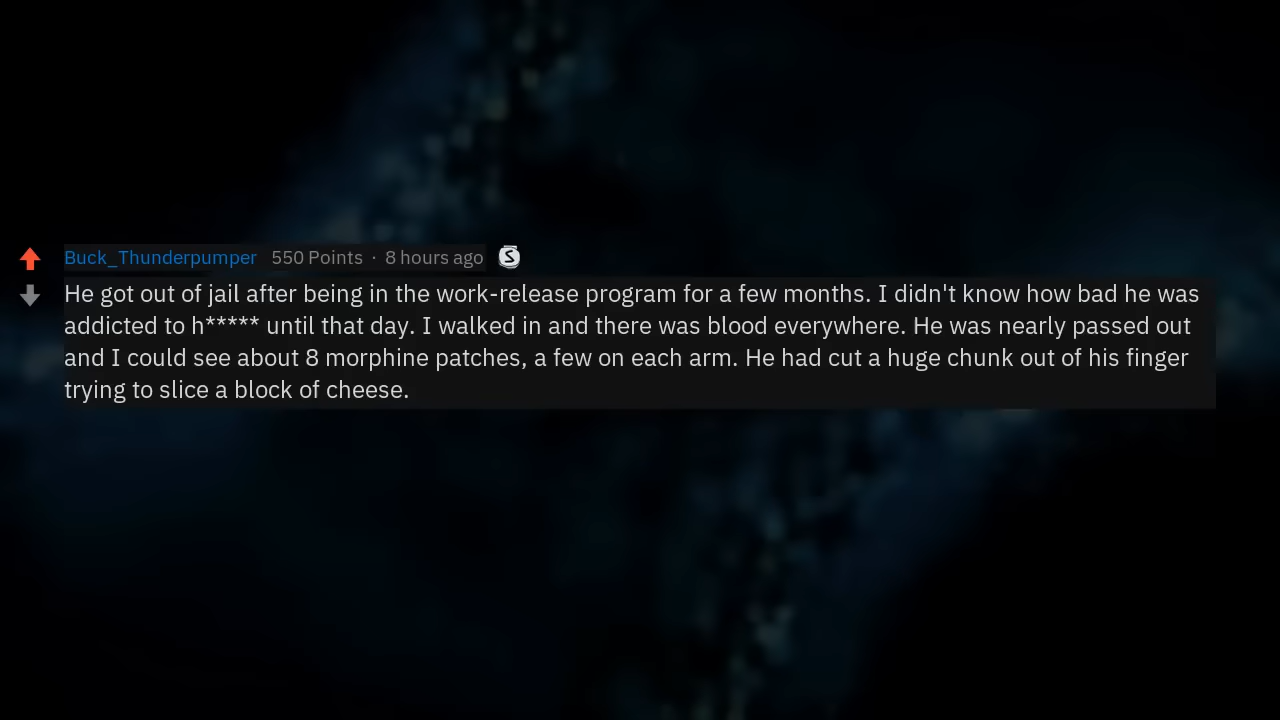 Buck_Thunderpumper 550 Points · 8 hours ago S
He got out of jail after being in the work-release program for a few months. I didn't know how bad he was
addicted to h***** until that day. I walked in and there was blood everywhere. He was nearly passed out
and I could see about 8 morphine patches, a few on each arm. He had cut a huge chunk out of his finger
trying to slice a block of cheese.